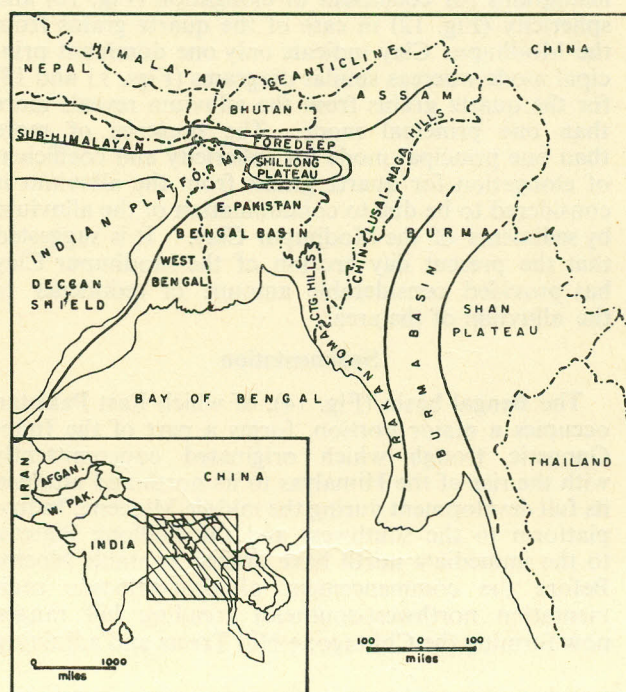 CHINA
HIMALAYAN GEANTICLINE
NEPAL
BHUTAN
ASSAM
SUB-HIMALAYAN FOREDEEP
SHILLONG
PLATEAU
INDIAN PLATFORM
E. PAKISTAN
BENGAL BASIN
CHIN-LUSAI-NAGA HILLS
BURMA
WEST
BENGAL
CTG-HILLS
DECCAN
SHIELD
SHAN
PLATEAU
BAY OF BENGAL
ARAKAN-YOMA
BURMA BASIN
THAILAND
IRAN
AFGAN.
W. PAK.
CHINA
INDIA
0 1000
miles
100 0 100
miles